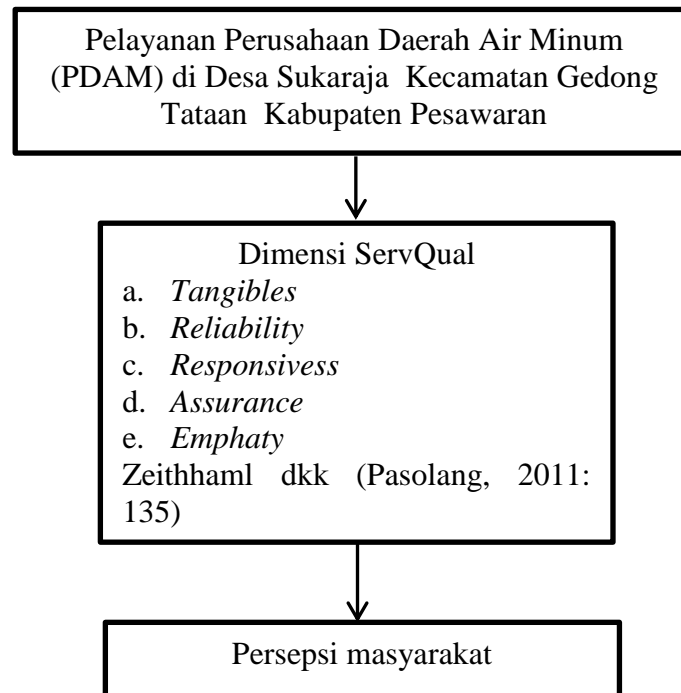 Pelayanan Perusahaan Daerah Air Minum
(PDAM) di Desa Sukaraja Kecamatan Gedong
Tataan Kabupaten Pesawaran
Dimensi ServQual
a. Tangibles
b. Reliability
c. Responsivess
d. Assurance
e. Emphaty
Zeithhaml dkk (Pasolang, 2011:
135)
Persepsi masyarakat